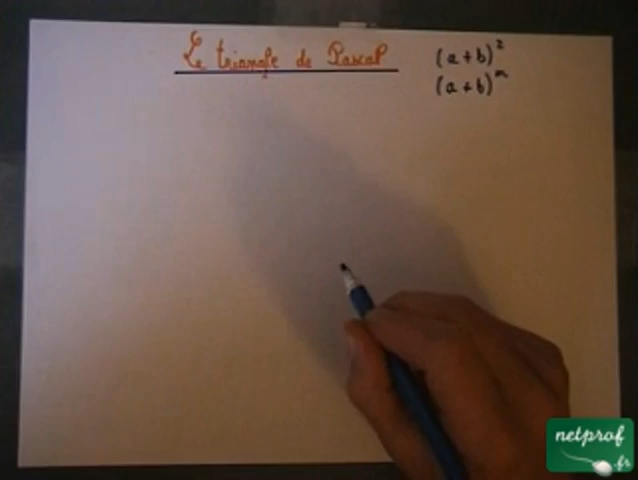 Le triangle de Pascal
(a+b)²
(a+b)ⁿ
netprof
.fr